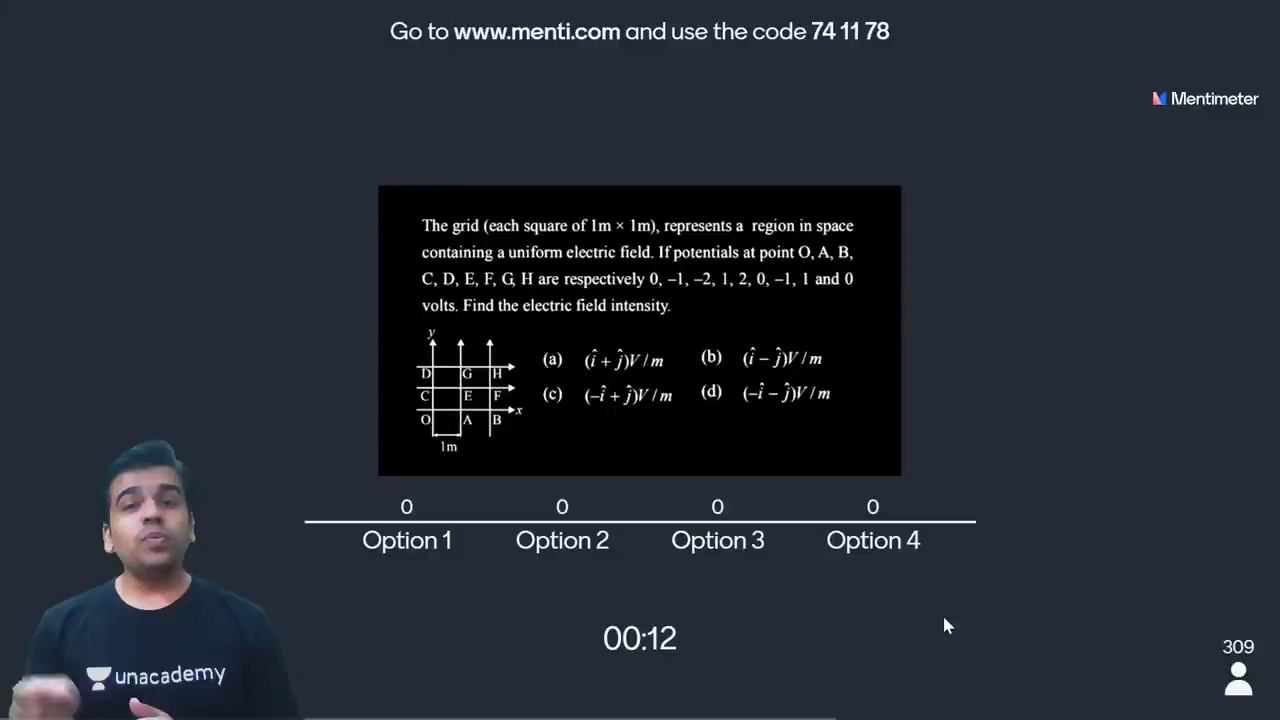 Go to www.menti.com and use the code 74 11 78
Mentimeter
The grid (each square of 1m × 1m), represents a region in space
containing a uniform electric field. If potentials at point O, A, B,
C, D, E, F, G, H are respectively 0, –1, –2, 1, 2, 0, –1, 1 and 0
volts. Find the electric field intensity.
y
D G H
C E F
x
O A B
1m
(a) (î + ĵ)V/m (b) (î − ĵ)V/m
(c) (−î + ĵ)V/m (d) (−î − ĵ)V/m
0 0 0 0
Option 1 Option 2 Option 3 Option 4
00:12
309
unacademy